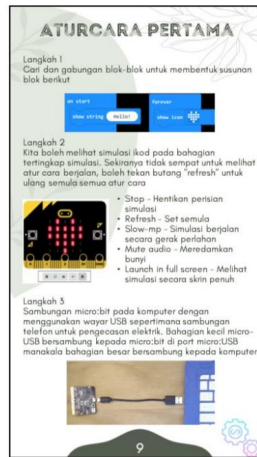 ATURCARA PERTAMA
Langkah 1
Cari dan gabungan blok-blok untuk membentuk susunan
blok berikut
on start
forever
show string Hello!
show icon
Langkah 2
Kita boleh melihat simulasi ikod pada bahagian
tertingkap simulasi. Sekiranya tidak sempat untuk melihat
atur cara berjalan, boleh tekan butang "refresh" untuk
ulang semula semua atur cara
• Stop - Hentikan perisian
simulasi
• Refresh - Set semula
• Slow-mp - Simulasi berjalan
secara gerak perlahan
• Mute audio - Meredamkan
bunyi
• Launch in full screen - Melihat
simulasi secara skrin penuh
Langkah 3
Sambungan micro:bit pada komputer dengan
menggunakan wayar USB sepertimana sambungan
telefon untuk pengecasan elektrik. Bahagian kecil micro-
USB bersambung kepada micro:bit di port micro:USB
manakala bahagian besar bersambung kepada komputer
9